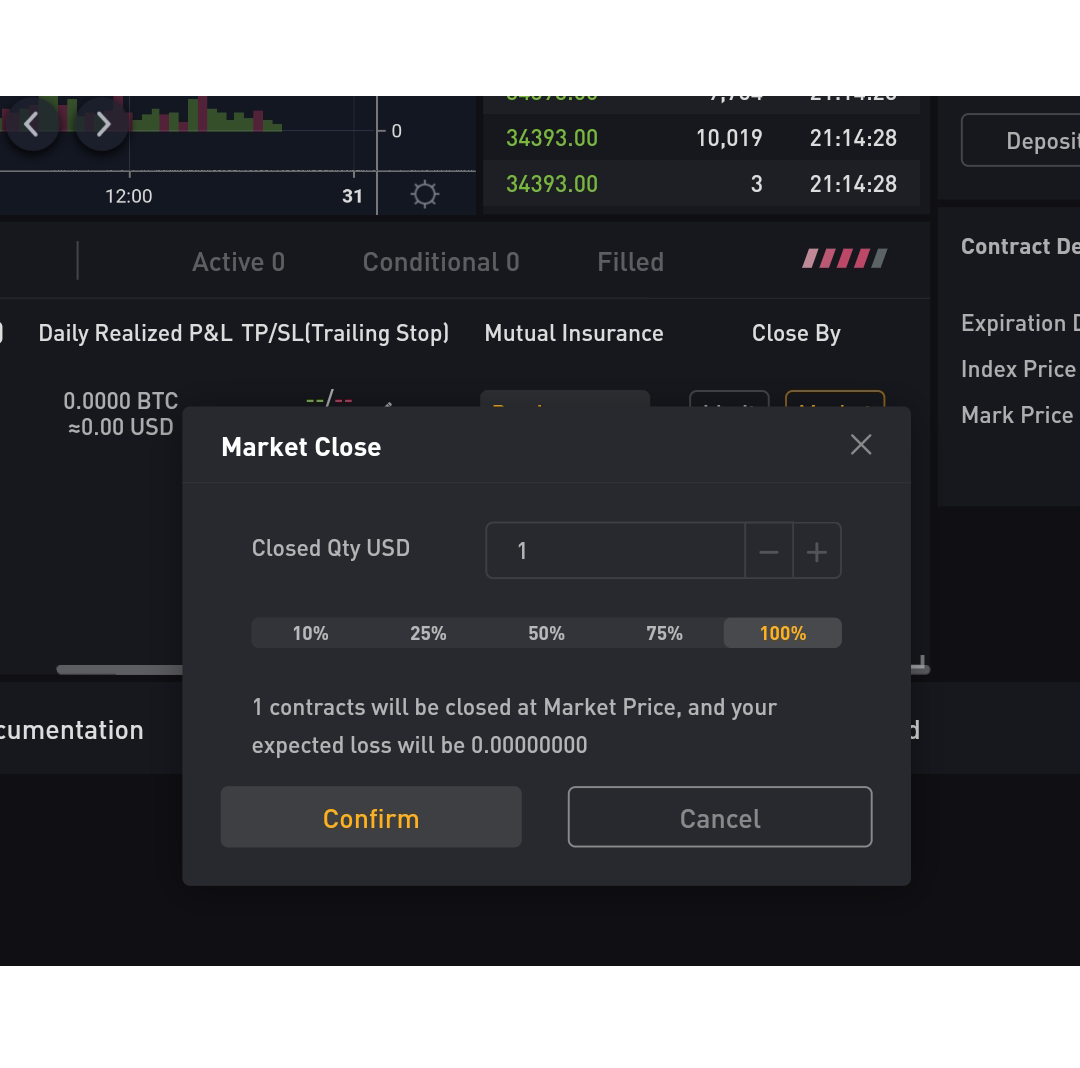 0
12:00
31
34393.00 10,019 21:14:28
34393.00 3 21:14:28
Active 0 Conditional 0 Filled
Daily Realized P&L TP/SL(Trailing Stop) Mutual Insurance Close By
0.0000 BTC --/--
≈0.00 USD
Contract De
Expiration D
Index Price
Mark Price
Deposit
Market Close
Closed Qty USD 1
10% 25% 50% 75% 100%
1 contracts will be closed at Market Price, and your
expected loss will be 0.00000000
Confirm Cancel
cumentation
d